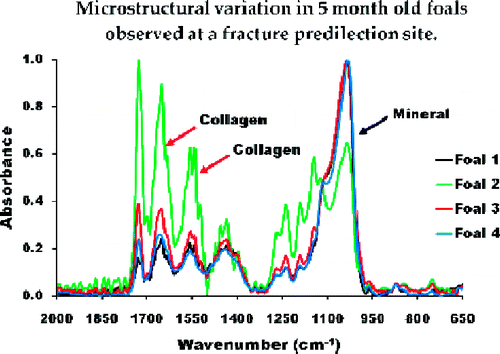 Microstructural variation in 5 month old foals
observed at a fracture predilection site.
1.0
0.8
0.6
0.4
0.2
0.0
Absorbance
Collagen
Collagen
Mineral
Foal 1
Foal 2
Foal 3
Foal 4
2000 1850 1700 1550 1400 1250 1100 950 800 650
Wavenumber (cm-1)